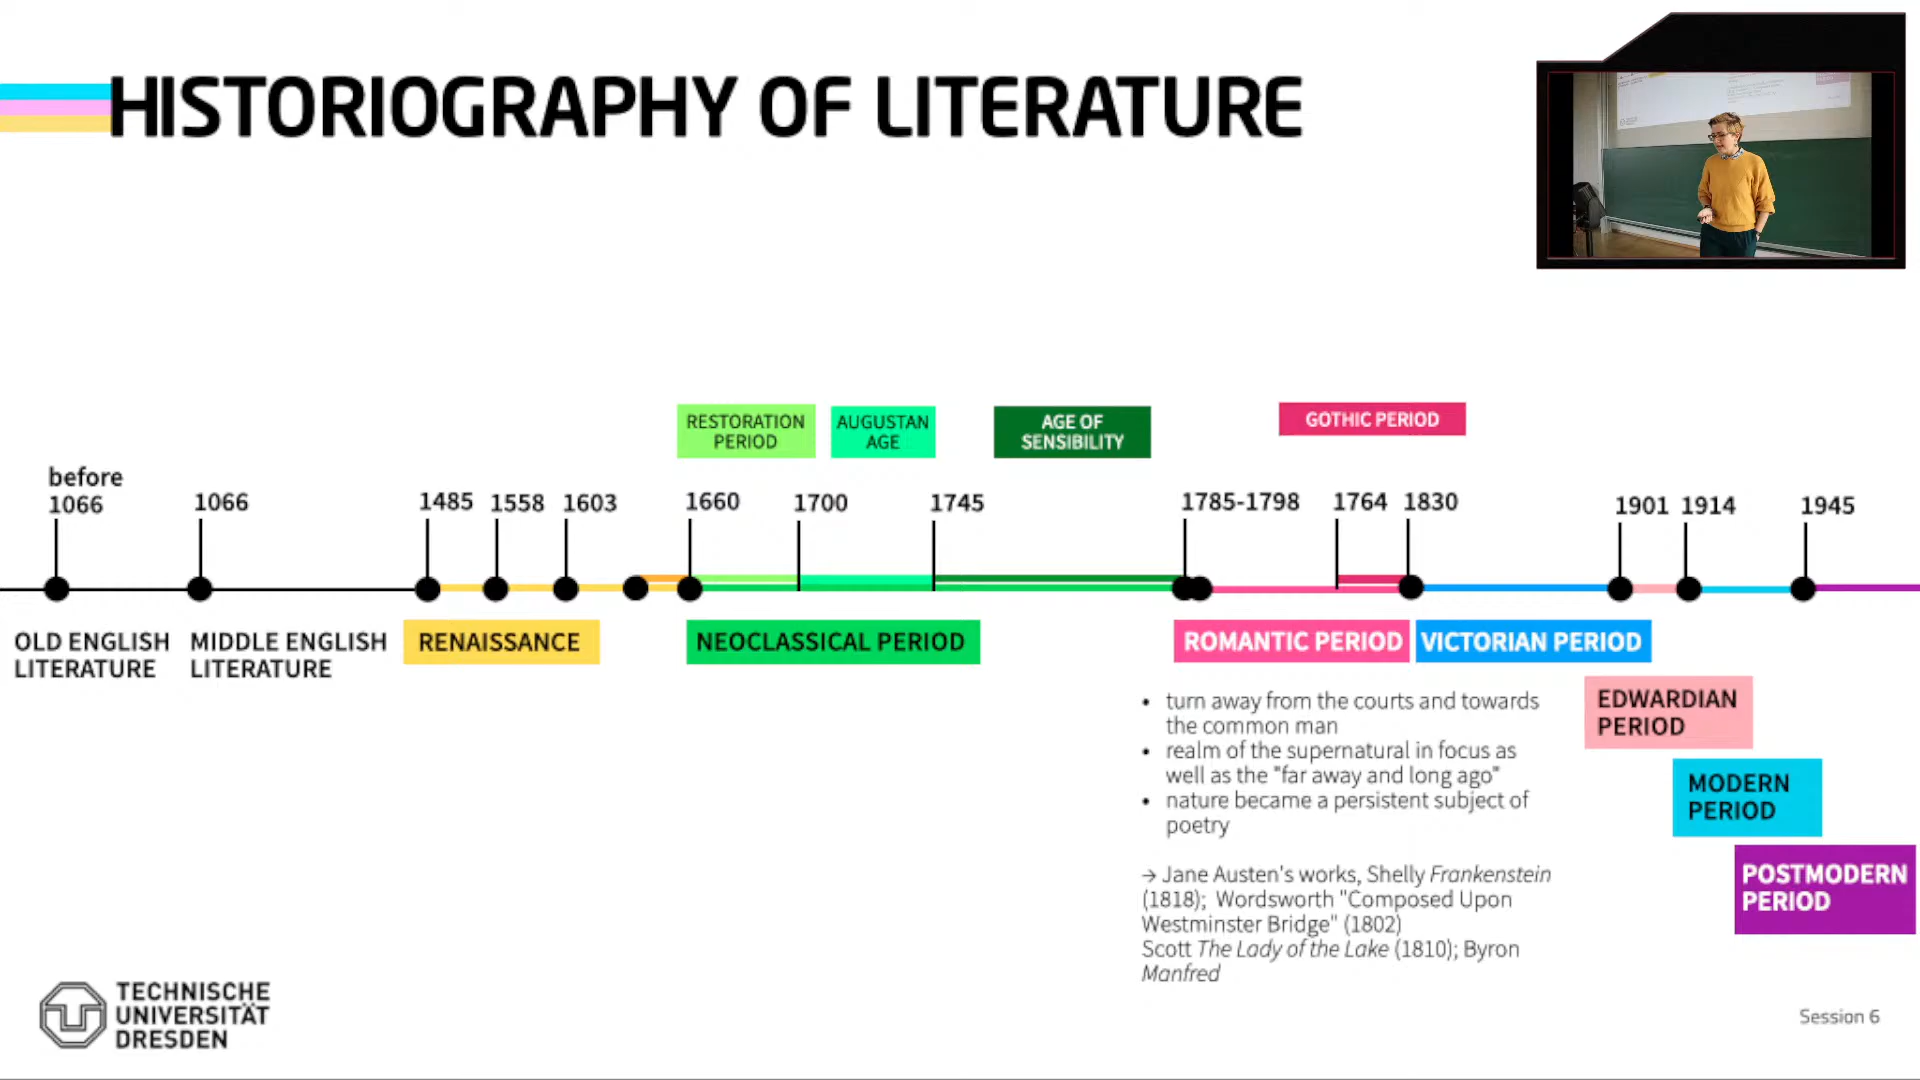 HISTORIOGRAPHY OF LITERATURE
RESTORATION
PERIOD
AUGUSTAN
AGE
AGE OF
SENSIBILITY
GOTHIC PERIOD
before
1066
1066
1485
1558
1603
1660
1700
1745
1785-1798
1764
1830
1901
1914
1945
OLD ENGLISH
LITERATURE
MIDDLE ENGLISH
LITERATURE
RENAISSANCE
NEOCLASSICAL PERIOD
ROMANTIC PERIOD
VICTORIAN PERIOD
EDWARDIAN
PERIOD
MODERN
PERIOD
POSTMODERN
PERIOD
• turn away from the courts and towards
the common man
• realm of the supernatural in focus as
well as the "far away and long ago"
• nature became a persistent subject of
poetry
→ Jane Austen's works, Shelly Frankenstein
(1818); Wordsworth "Composed Upon
Westminster Bridge" (1802)
Scott The Lady of the Lake (1810); Byron
Manfred
TECHNISCHE
UNIVERSITÄT
DRESDEN
Session 6